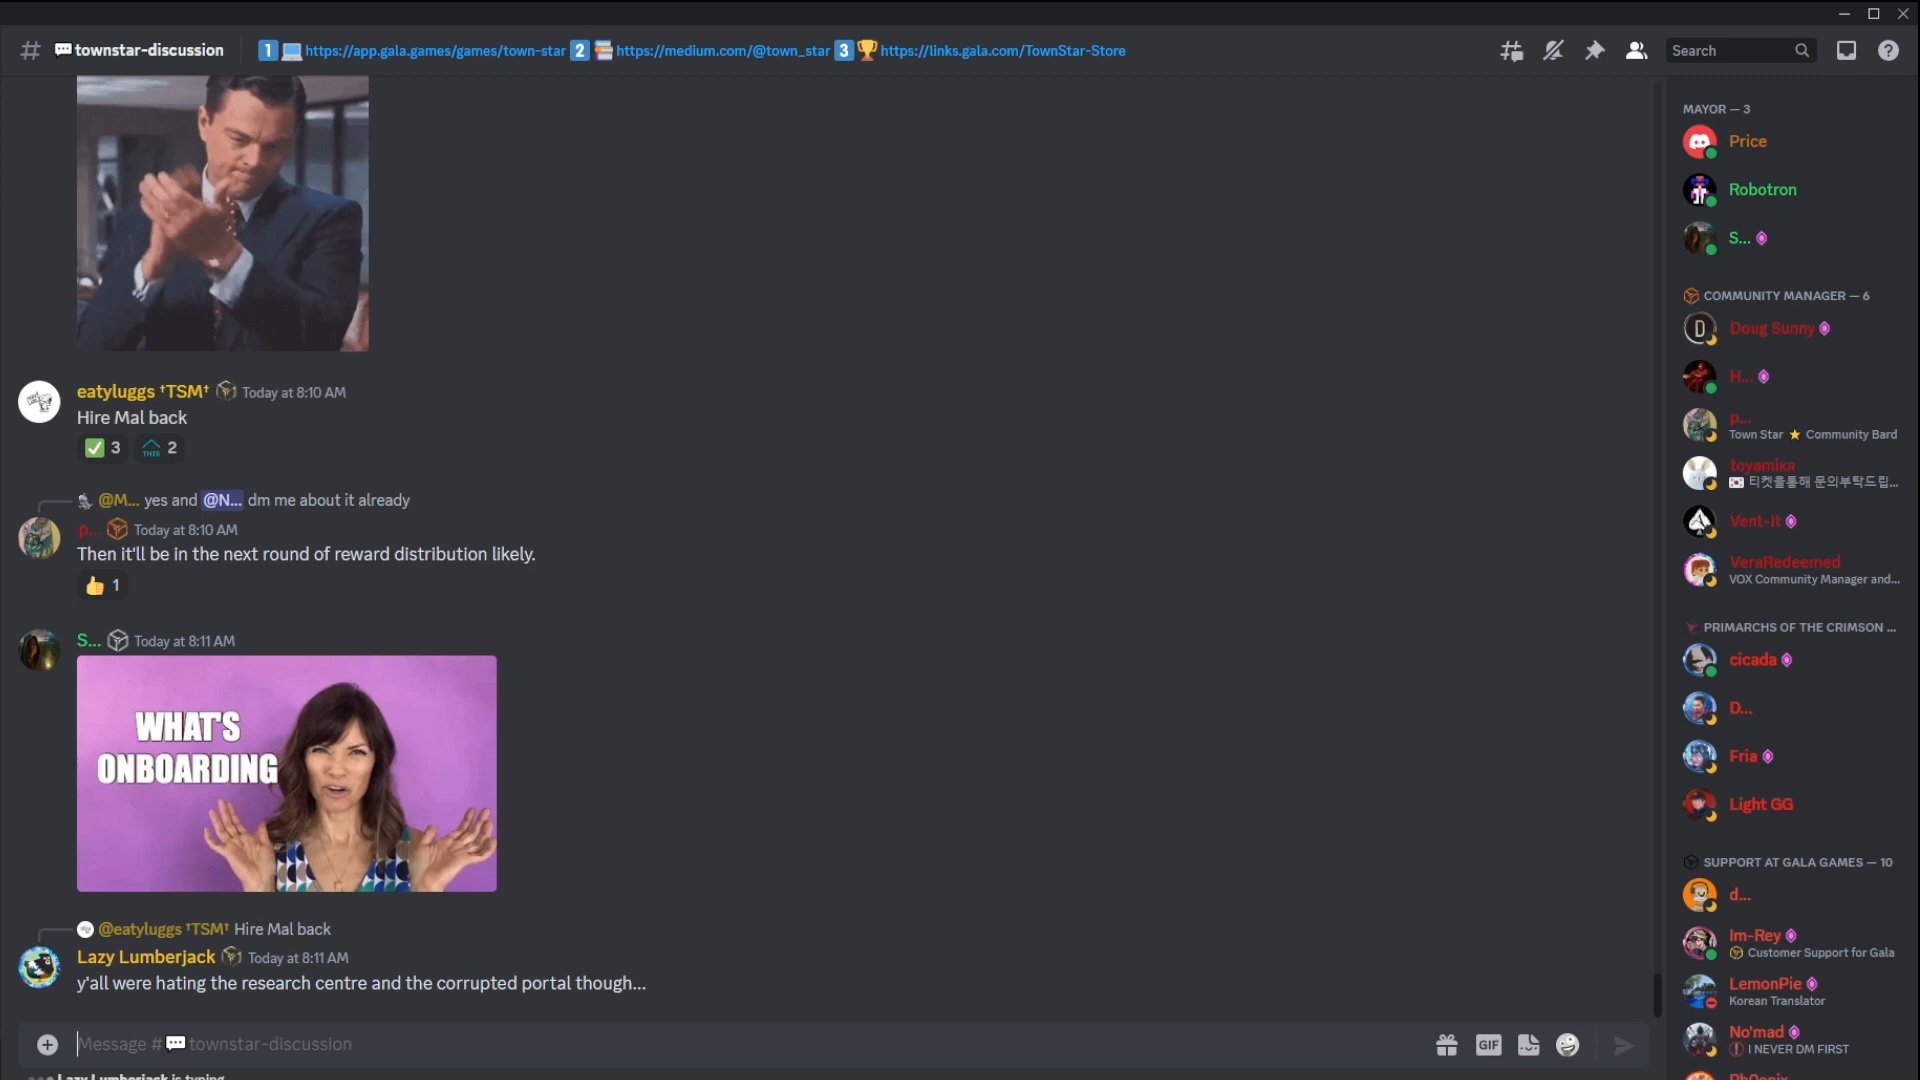 townstar-discussion
1 https://app.gala.games/games/town-star 2 https://medium.com/@town_star 3 https://links.gala.com/TownStar-Store
Search
eatyluggs †TSM† Today at 8:10 AM
Hire Mal back
3
THIS 2
@M... yes and @N... dm me about it already
p... Today at 8:10 AM
Then it'll be in the next round of reward distribution likely.
1
S... Today at 8:11 AM
WHAT'S
ONBOARDING
@eatyluggs †TSM† Hire Mal back
Lazy Lumberjack Today at 8:11 AM
y'all were hating the research centre and the corrupted portal though...
Message # townstar-discussion
GIF
Lazy Lumberjack is typing
MAYOR — 3
Price
Robotron
S...
COMMUNITY MANAGER — 6
D
Doug Sunny
H...
p...
Town Star Community Bard
toyamiKR
티켓을통해 문의부탁드립...
Vent-It
VeraRedeemed
VOX Community Manager and...
PRIMARCHS OF THE CRIMSON ...
cicada
D...
Fria
Light GG
SUPPORT AT GALA GAMES — 10
d...
Im-Rey
Customer Support for Gala
LemonPie
Korean Translator
No'mad
I NEVER DM FIRST
Ph0enix